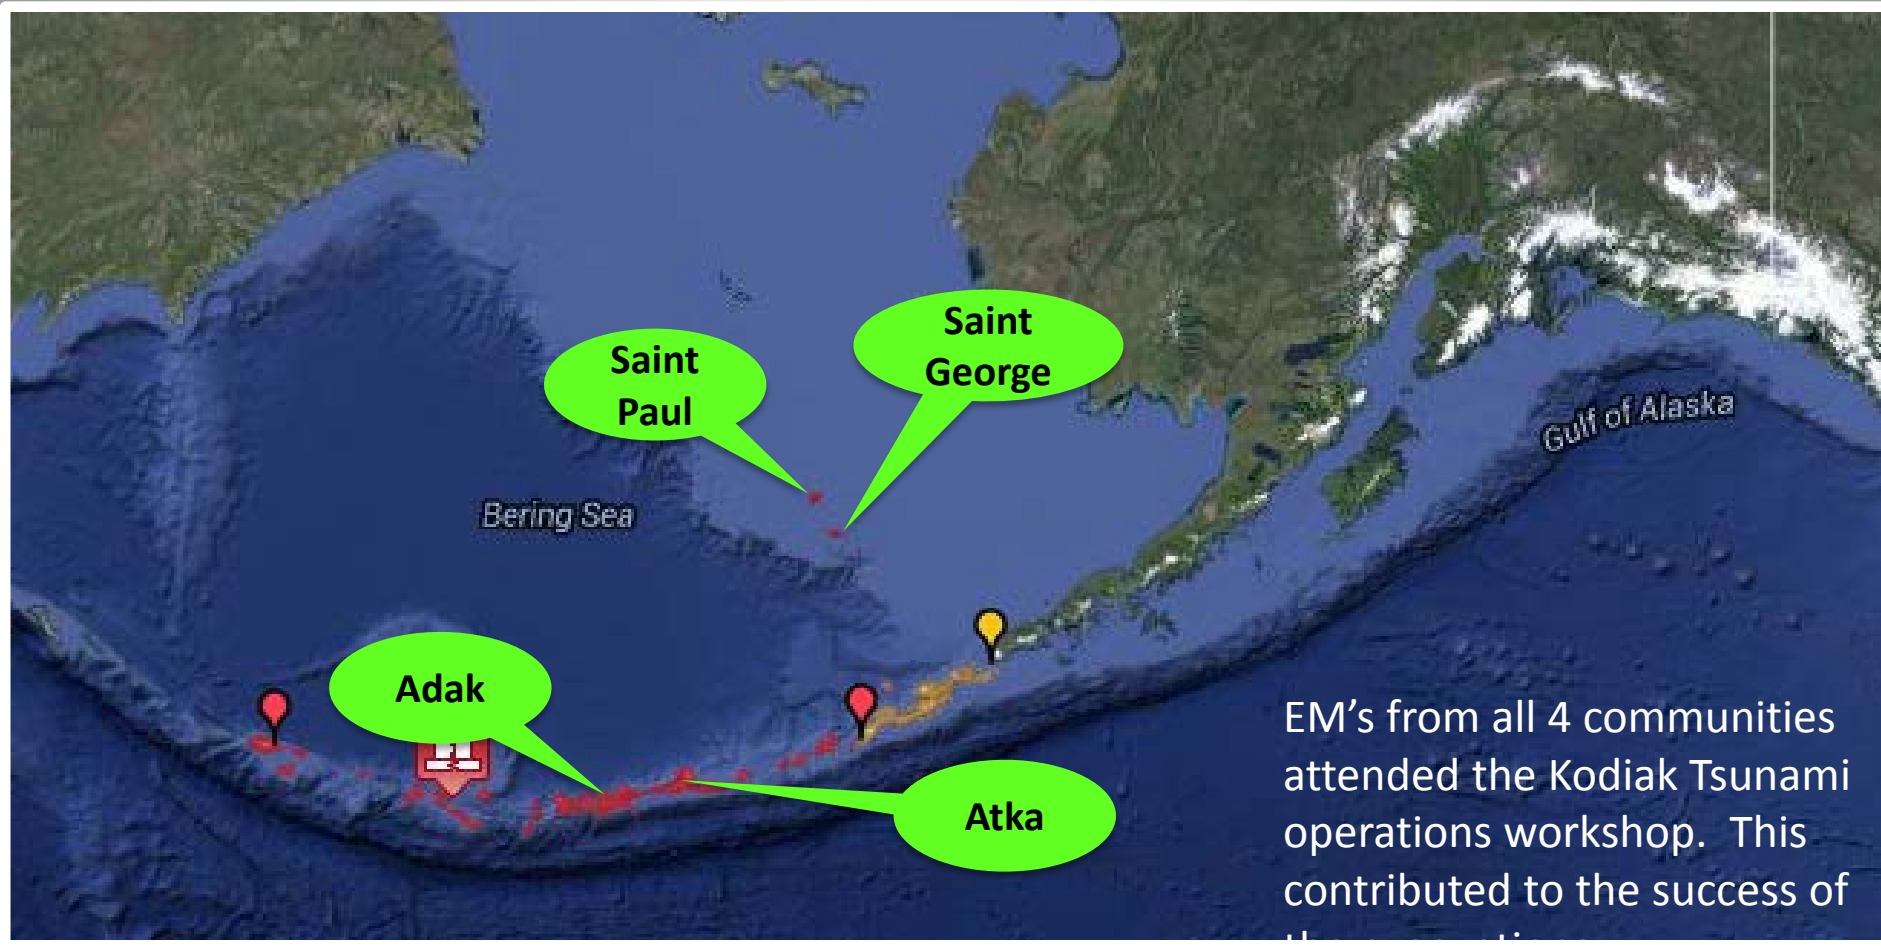 Saint
Paul
Saint
George
Gulf of Alaska
Bering Sea
Adak
Atka
EM’s from all 4 communities
attended the Kodiak Tsunami
operations workshop.  This
contributed to the success of